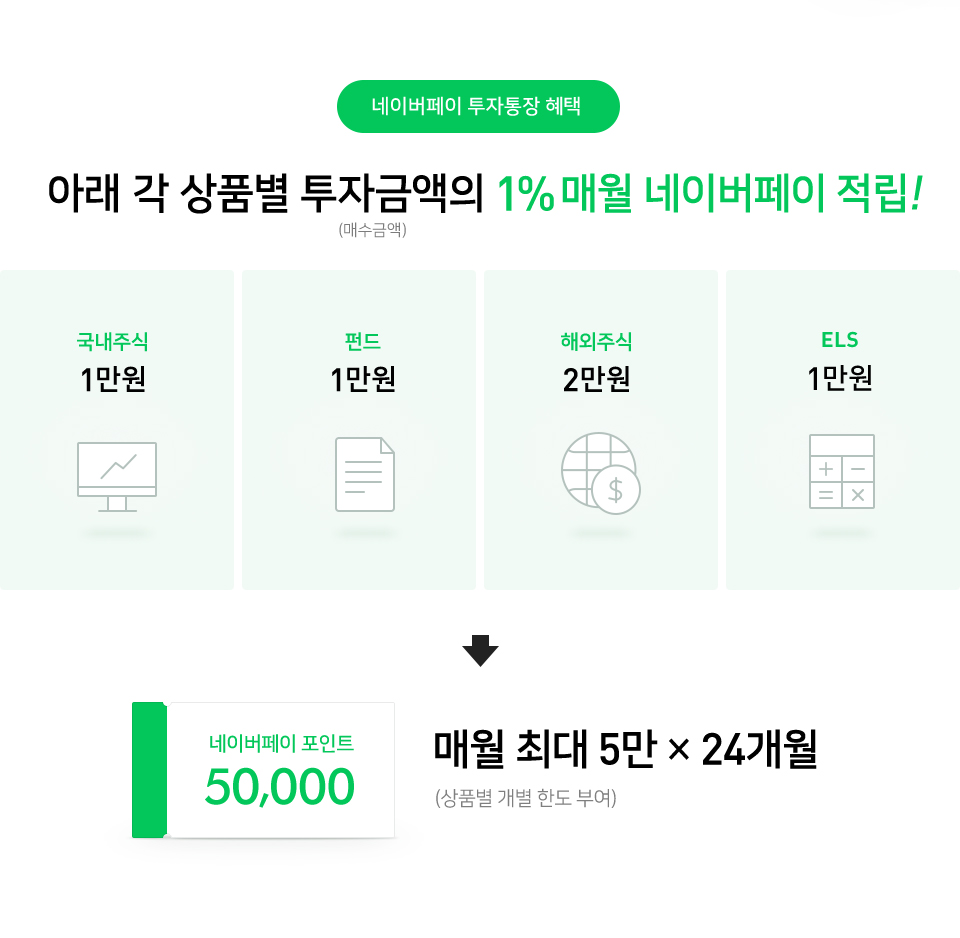 네이버페이 투자통장 혜택
아래 각 상품별 투자금액의 1% 매월 네이버페이 적립!
(매수금액)
국내주식
1만원
펀드
1만원
해외주식
2만원
$
ELS
1만원
+ −
= ×
네이버페이 포인트
50,000
매월 최대 5만 × 24개월
(상품별 개별 한도 부여)